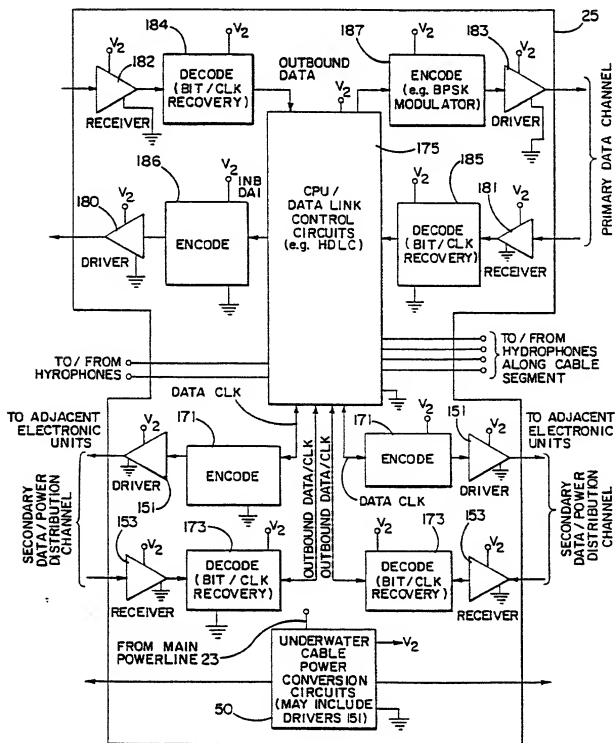 184
187
183
25
V2
182
V2
DECODE
(BIT/CLK
RECOVERY)
OUTBOUND
DATA
V2
V2
ENCODE
(e.g. BPSK
MODULATOR)
V2
RECEIVER
DRIVER
PRIMARY DATA CHANNEL
186
V2
INB
DAI
175
CPU/
DATA LINK
CONTROL
CIRCUITS
(e.g. HDLC)
V2
185
181
V2
180
V2
ENCODE
DECODE
(BIT/CLK
RECOVERY)
DRIVER
RECEIVER
TO/FROM
HYROPHONES
TO/FROM
HYDROPHONES
ALONG CABLE
SEGMENT
DATA CLK
TO ADJACENT
ELECTRONIC
UNITS
V2
171
V2
171
V2
151
V2
TO ADJACENT
ELECTRONIC
UNITS
ENCODE
ENCODE
DRIVER
151
DRIVER
DATA CLK
OUTBOUND DATA/CLK
OUTBOUND DATA/CLK
SECONDARY
DATA/POWER
DISTRIBUTION
CHANNEL
SECONDARY
DATA/POWER
DISTRIBUTION
CHANNEL
153
V2
173
V2
V2
173
153
V2
DECODE
(BIT/CLK
RECOVERY)
DECODE
(BIT/CLK
RECOVERY)
RECEIVER
RECEIVER
FROM MAIN
POWERLINE 23
UNDERWATER
CABLE
POWER
CONVERSION
CIRCUITS
(MAY INCLUDE
DRIVERS 151)
V2
50